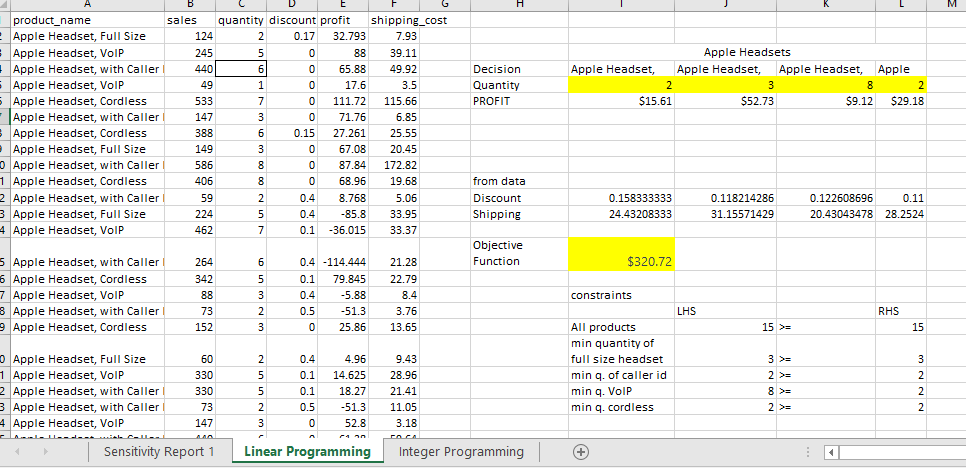 A B C D E F G H I J K L M
product_name sales quantity discount profit shipping_cost
Apple Headset, Full Size 124 2 0.17 32.793 7.93
Apple Headset, VoIP 245 5 0 88 39.11 Apple Headsets
Apple Headset, with Caller 440 6 0 65.88 49.92 Decision Apple Headset, Apple Headset, Apple Headset, Apple
Apple Headset, VoIP 49 1 0 17.6 3.5 Quantity 2 3 8 2
Apple Headset, Cordless 533 7 0 111.72 115.66 PROFIT $15.61 $52.73 $9.12 $29.18
Apple Headset, with Caller 147 3 0 71.76 6.85
Apple Headset, Cordless 388 6 0.15 27.261 25.55
Apple Headset, Full Size 149 3 0 67.08 20.45
Apple Headset, with Caller 586 8 0 87.84 172.82
Apple Headset, Cordless 406 8 0 68.96 19.68 from data
Apple Headset, with Caller 59 2 0.4 8.768 5.06 Discount 0.158333333 0.118214286 0.122608696 0.11
Apple Headset, Full Size 224 5 0.4 -85.8 33.95 Shipping 24.43208333 31.15571429 20.43043478 28.2524
Apple Headset, VoIP 462 7 0.1 -36.015 33.37
Objective
Apple Headset, with Caller 264 6 0.4 -114.444 21.28 Function $320.72
Apple Headset, Cordless 342 5 0.1 79.845 22.79
Apple Headset, VoIP 88 3 0.4 -5.88 8.4 constraints
Apple Headset, with Caller 73 2 0.5 -51.3 3.76 LHS RHS
Apple Headset, Cordless 152 3 0 25.86 13.65 All products 15 >= 15
min quantity of
Apple Headset, Full Size 60 2 0.4 4.96 9.43 full size headset 3 >= 3
Apple Headset, VoIP 330 5 0.1 14.625 28.96 min q. of caller id 2 >= 2
Apple Headset, with Caller 330 5 0.1 18.27 21.41 min q. VoIP 8 >= 2
Apple Headset, with Caller 73 2 0.5 -51.3 11.05 min q. cordless 2 >= 2
Apple Headset, VoIP 147 3 0 52.8 3.18
Sensitivity Report 1 Linear Programming Integer Programming